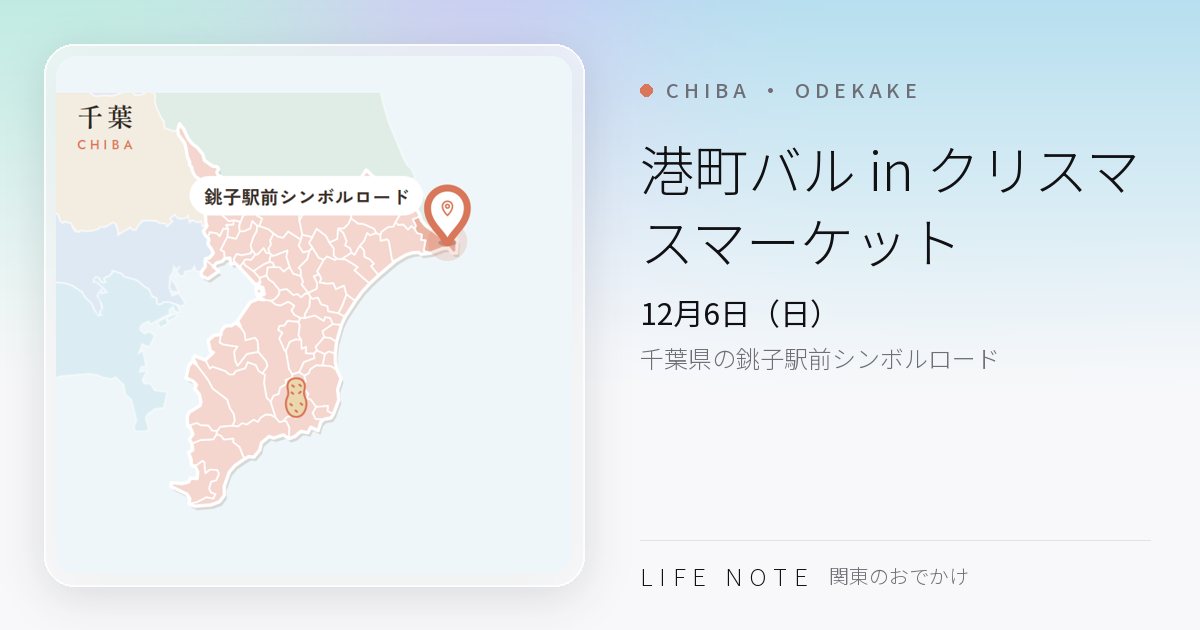 千葉
CHIBA
銚子駅前シンボルロード
CHIBA • ODEKAKE
港町バル in クリスマ
スマーケット
12月6日（日）
千葉県の銚子駅前シンボルロード
LIFE NOTE 関東のおでかけ